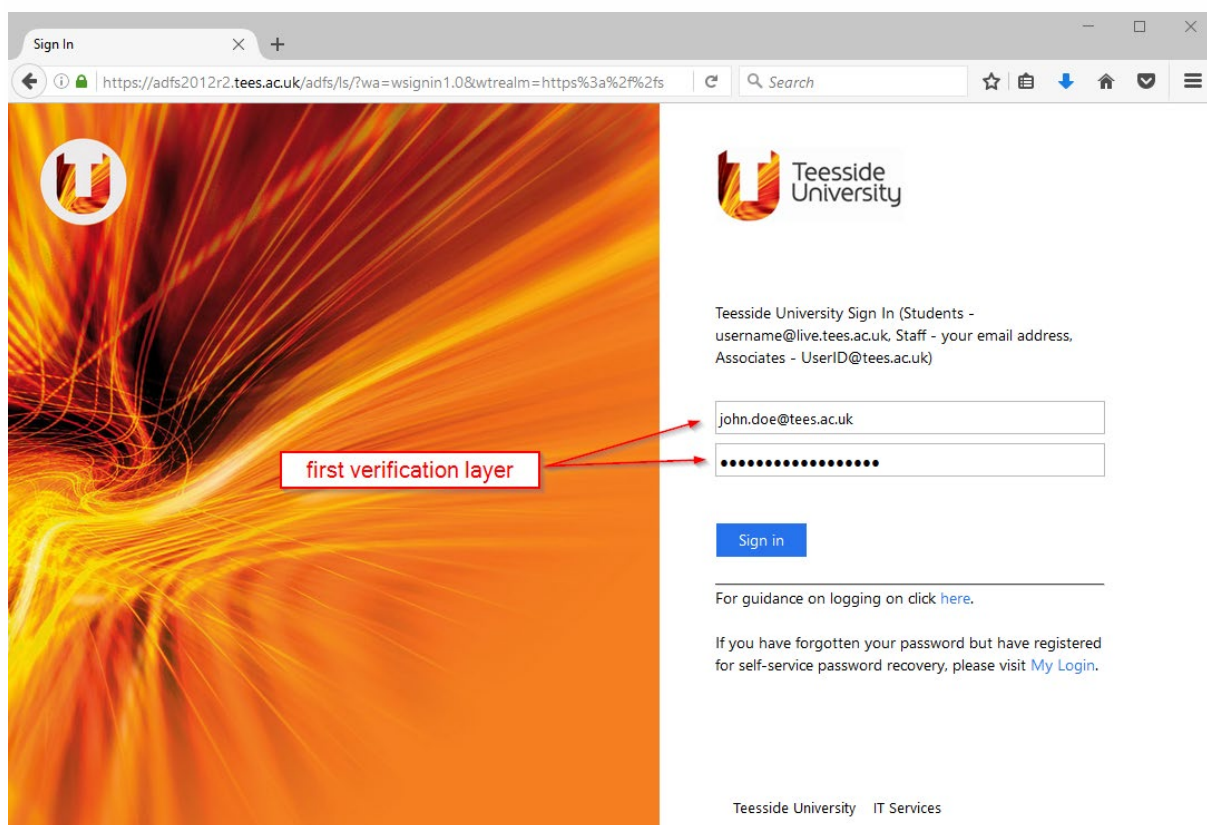 Sign In
https://adfs2012r2.tees.ac.uk/adfs/ls/?wa=wsignin1.0&wtrealm=https%3a%2f%2fs
Search
Teesside
University
Teesside University Sign In (Students -
username@live.tees.ac.uk, Staff - your email address,
Associates - UserID@tees.ac.uk)
john.doe@tees.ac.uk
first verification layer
••••••••••••••••••
Sign in
For guidance on logging on click here.
If you have forgotten your password but have registered
for self-service password recovery, please visit My Login.
Teesside University IT Services